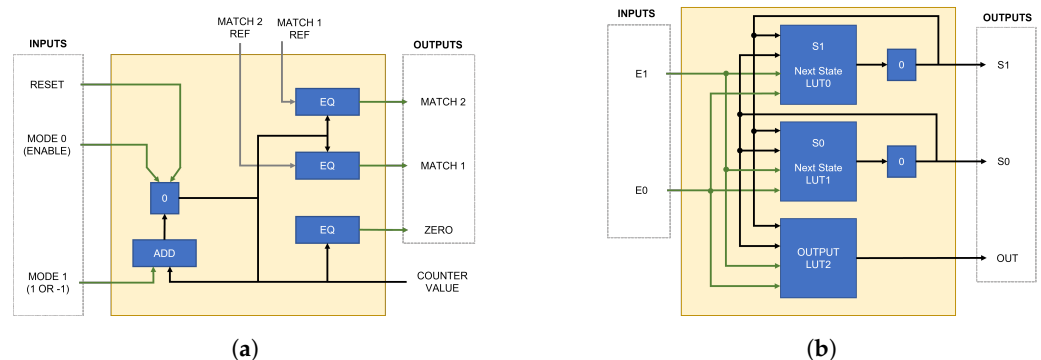 INPUTS
RESET
MODE 0
(ENABLE)
MODE 1
(1 OR -1)
MATCH 2
REF
MATCH 1
REF
EQ
EQ
EQ
0
ADD
OUTPUTS
MATCH 2
MATCH 1
ZERO
COUNTER
VALUE
(a)
INPUTS
E1
E0
S1
Next State
LUT0
0
S0
Next State
LUT1
0
OUTPUT
LUT2
OUTPUTS
S1
S0
OUT
(b)